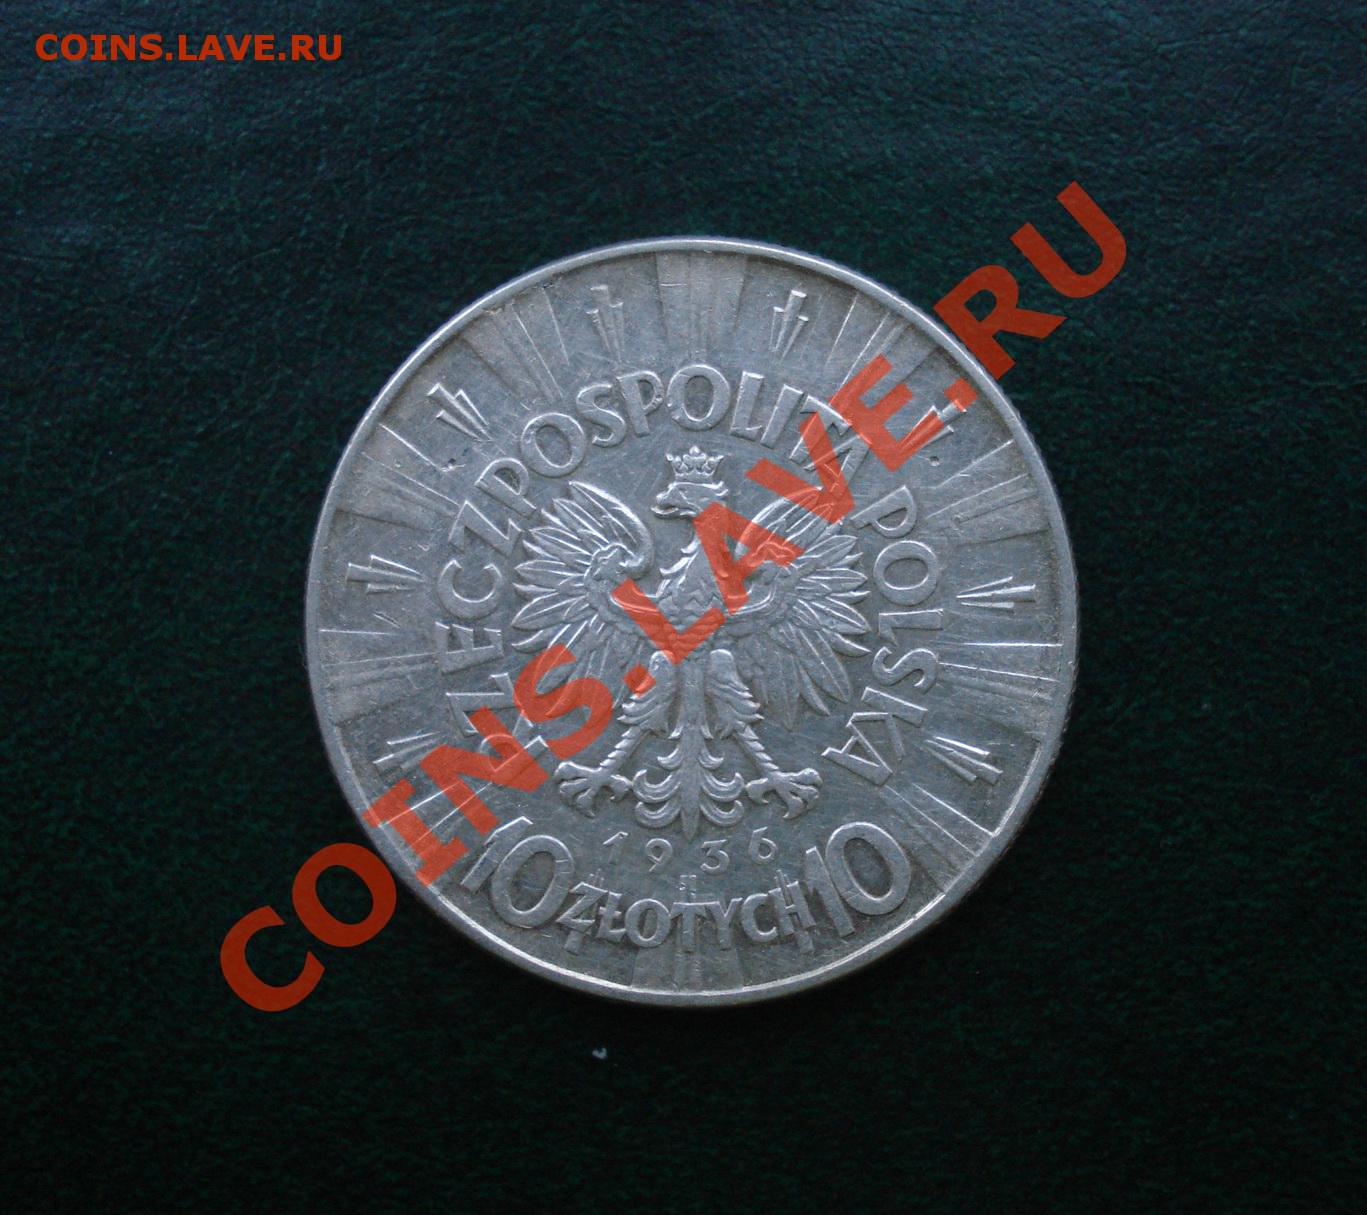 COINS.LAVE.RU
COINS.LAVE.RU
RZECZPOSPOLITA POLSKA
1936
10 ZŁOTYCH 10